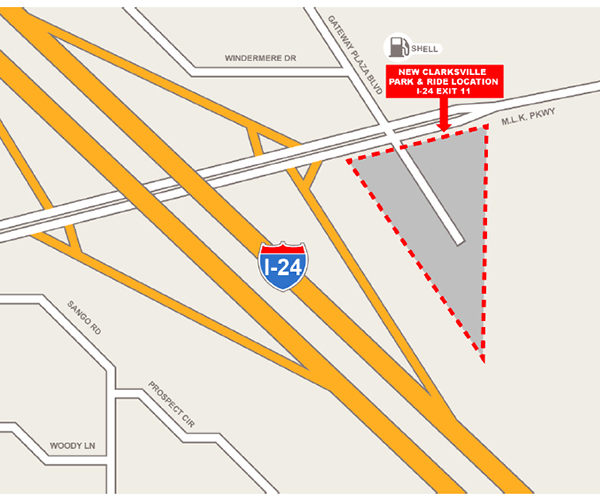 GATEWAY PLAZA BLVD
SHELL
WINDERMERE DR
NEW CLARKSVILLE
PARK & RIDE LOCATION
I-24 EXIT 11
M.L.K. PKWY
I-24
SANGO RD
PROSPECT CIR
WOODY LN